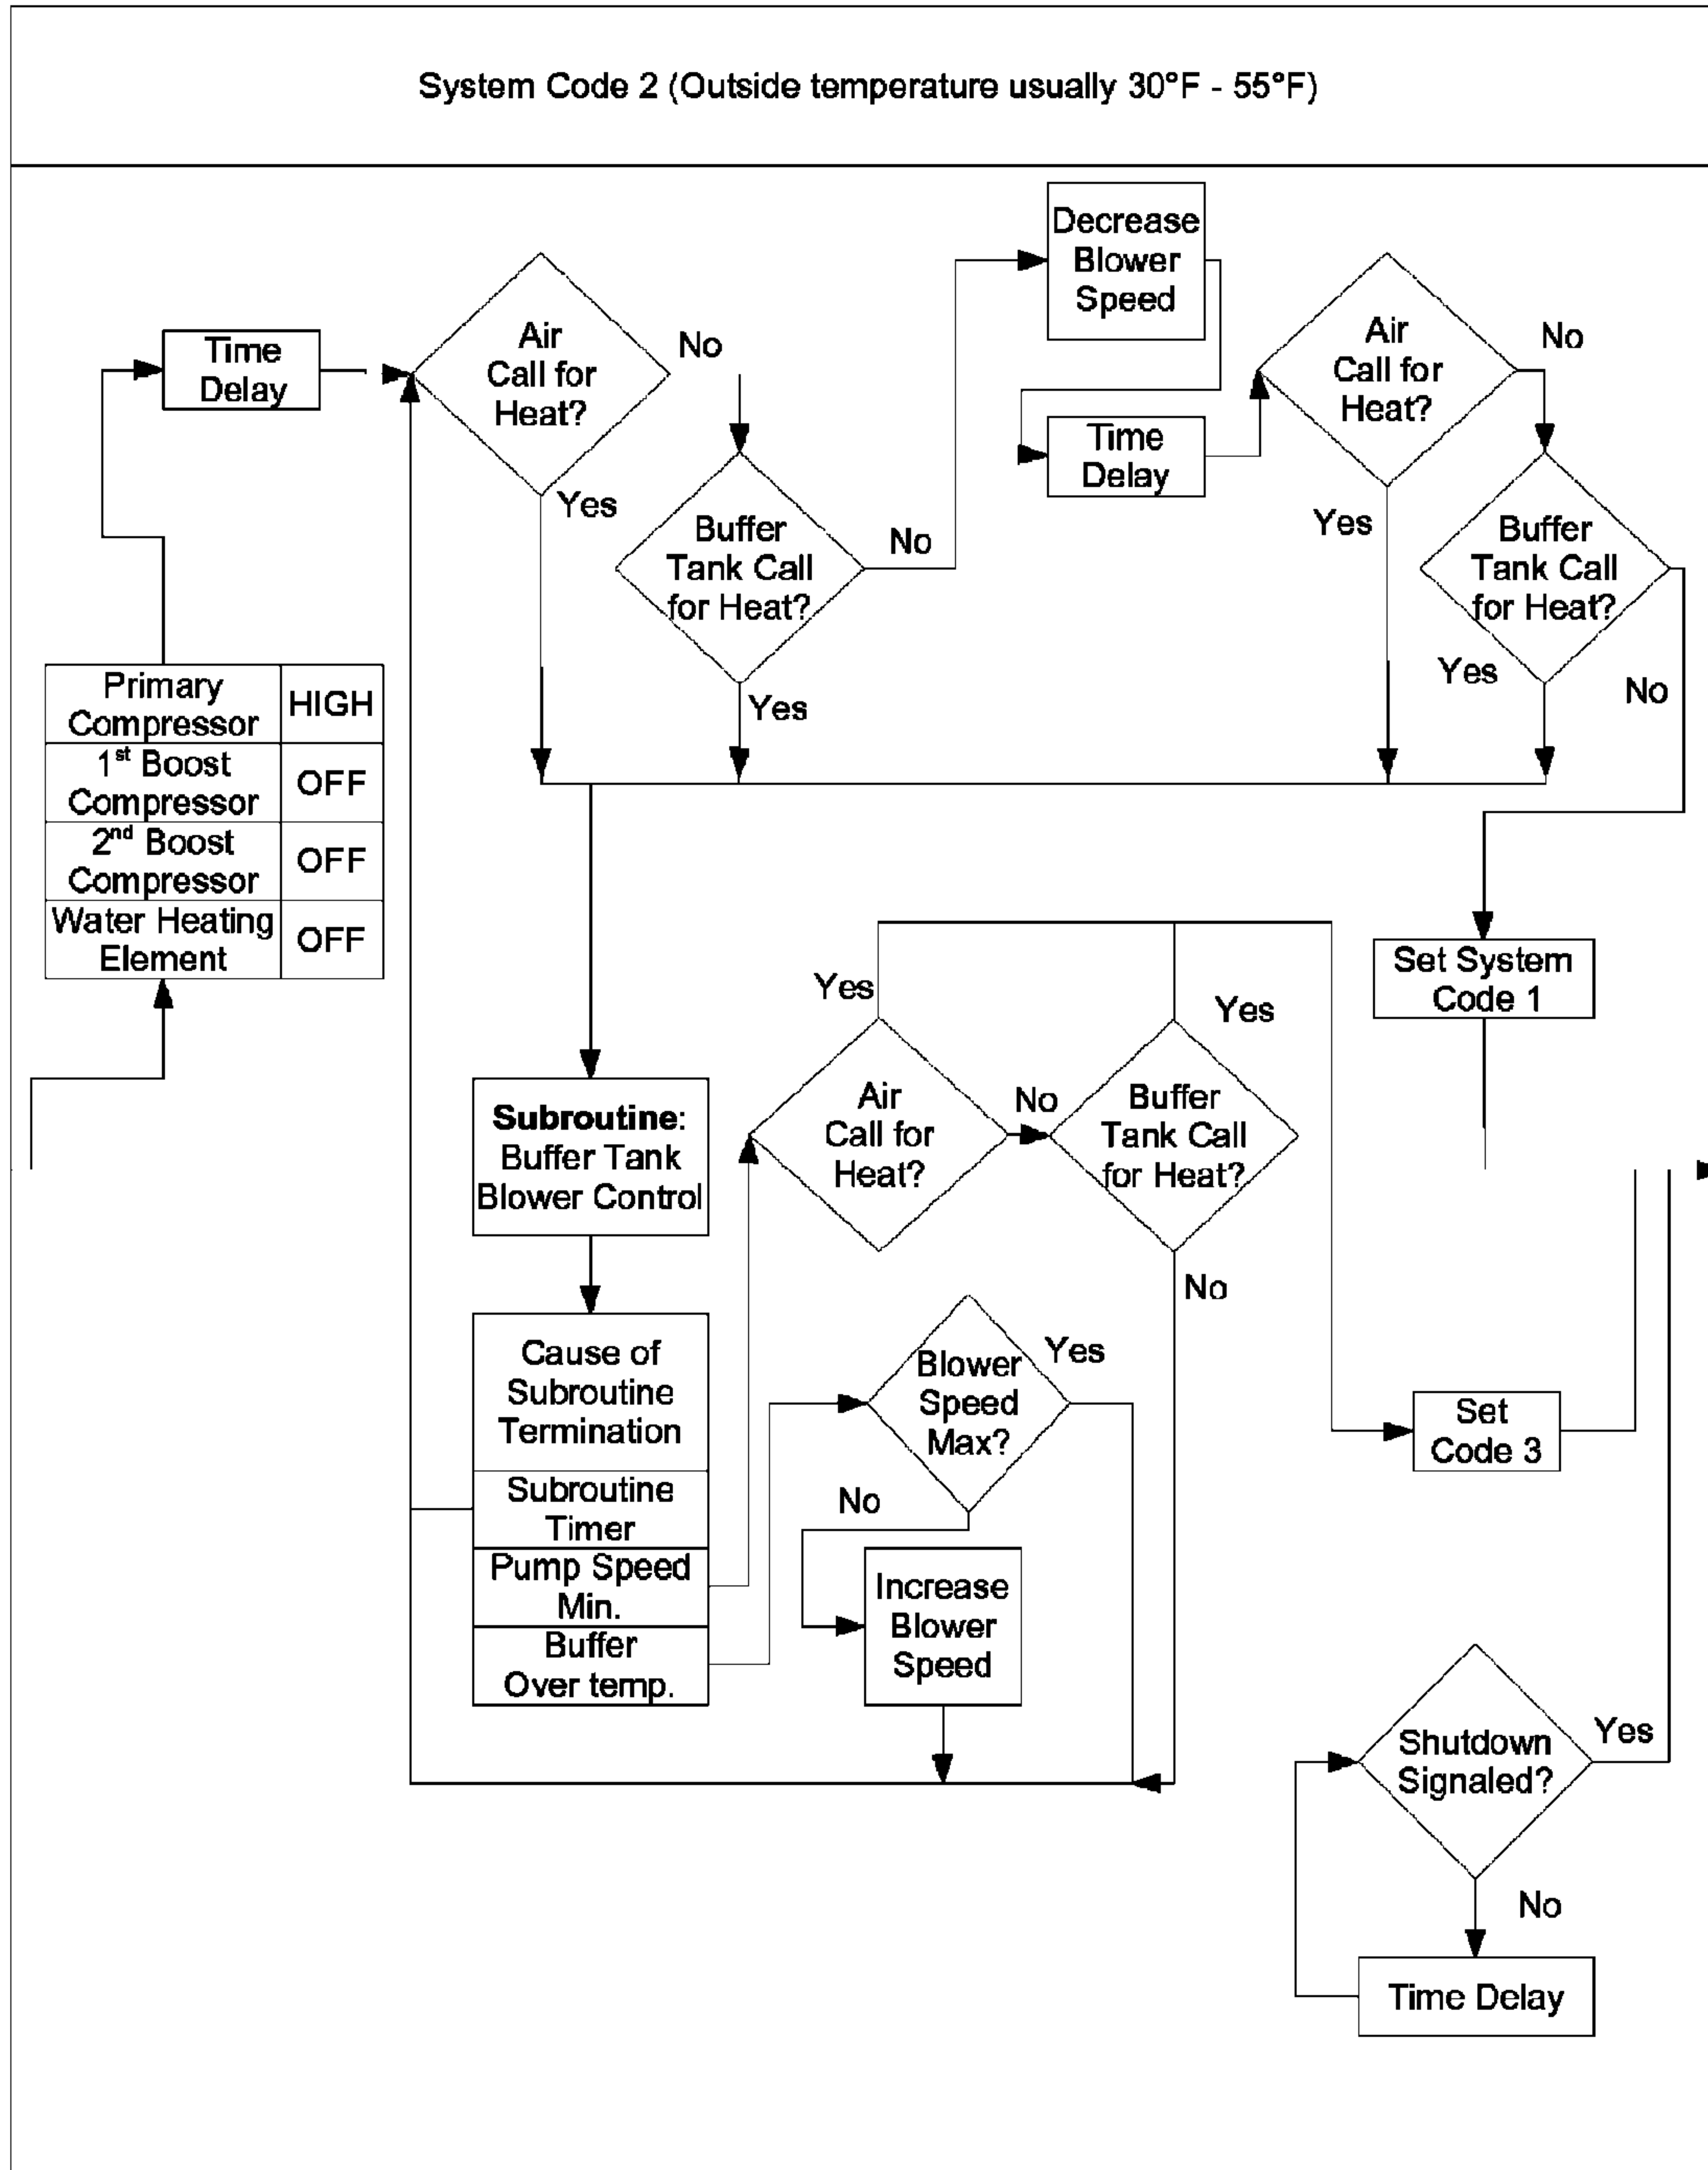 System Code 2 (Outside temperature usually 30°F - 55°F)
Decrease
Blower
Speed
Time
Delay
Air
Call for
Heat?
No
Yes
Time
Delay
Air
Call for
Heat?
No
Yes
Buffer
Tank Call
for Heat?
No
Yes
Buffer
Tank Call
for Heat?
Yes
No
Primary
Compressor
HIGH
1st Boost
Compressor
OFF
2nd Boost
Compressor
OFF
Water Heating
Element
OFF
Set System
Code 1
Yes
Yes
Subroutine:
Buffer Tank
Blower Control
Air
Call for
Heat?
No
Buffer
Tank Call
for Heat?
No
Cause of
Subroutine
Termination
Subroutine
Timer
Pump Speed
Min.
Buffer
Over temp.
Blower
Speed
Max?
Yes
No
Increase
Blower
Speed
Set
Code 3
Shutdown
Signaled?
Yes
No
Time Delay